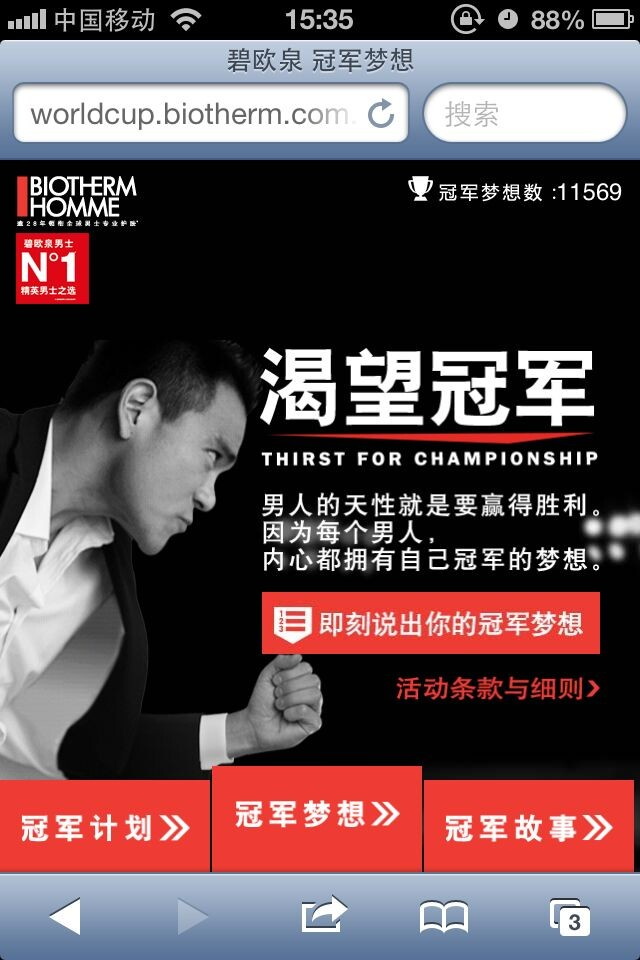 中国移动
15:35
88%
碧欧泉 冠军梦想
worldcup.biotherm.com.
搜索
BIOTHERM
HOMME
冠军梦想数 :11569
碧欧泉男士
N°1
精英男士之选
渴望冠军
THIRST FOR CHAMPIONSHIP
男人的天性就是要赢得胜利。
因为每个男人，
内心都拥有自己冠军的梦想。
1
2
3
即刻说出你的冠军梦想
活动条款与细则
冠军计划
冠军梦想
冠军故事
3